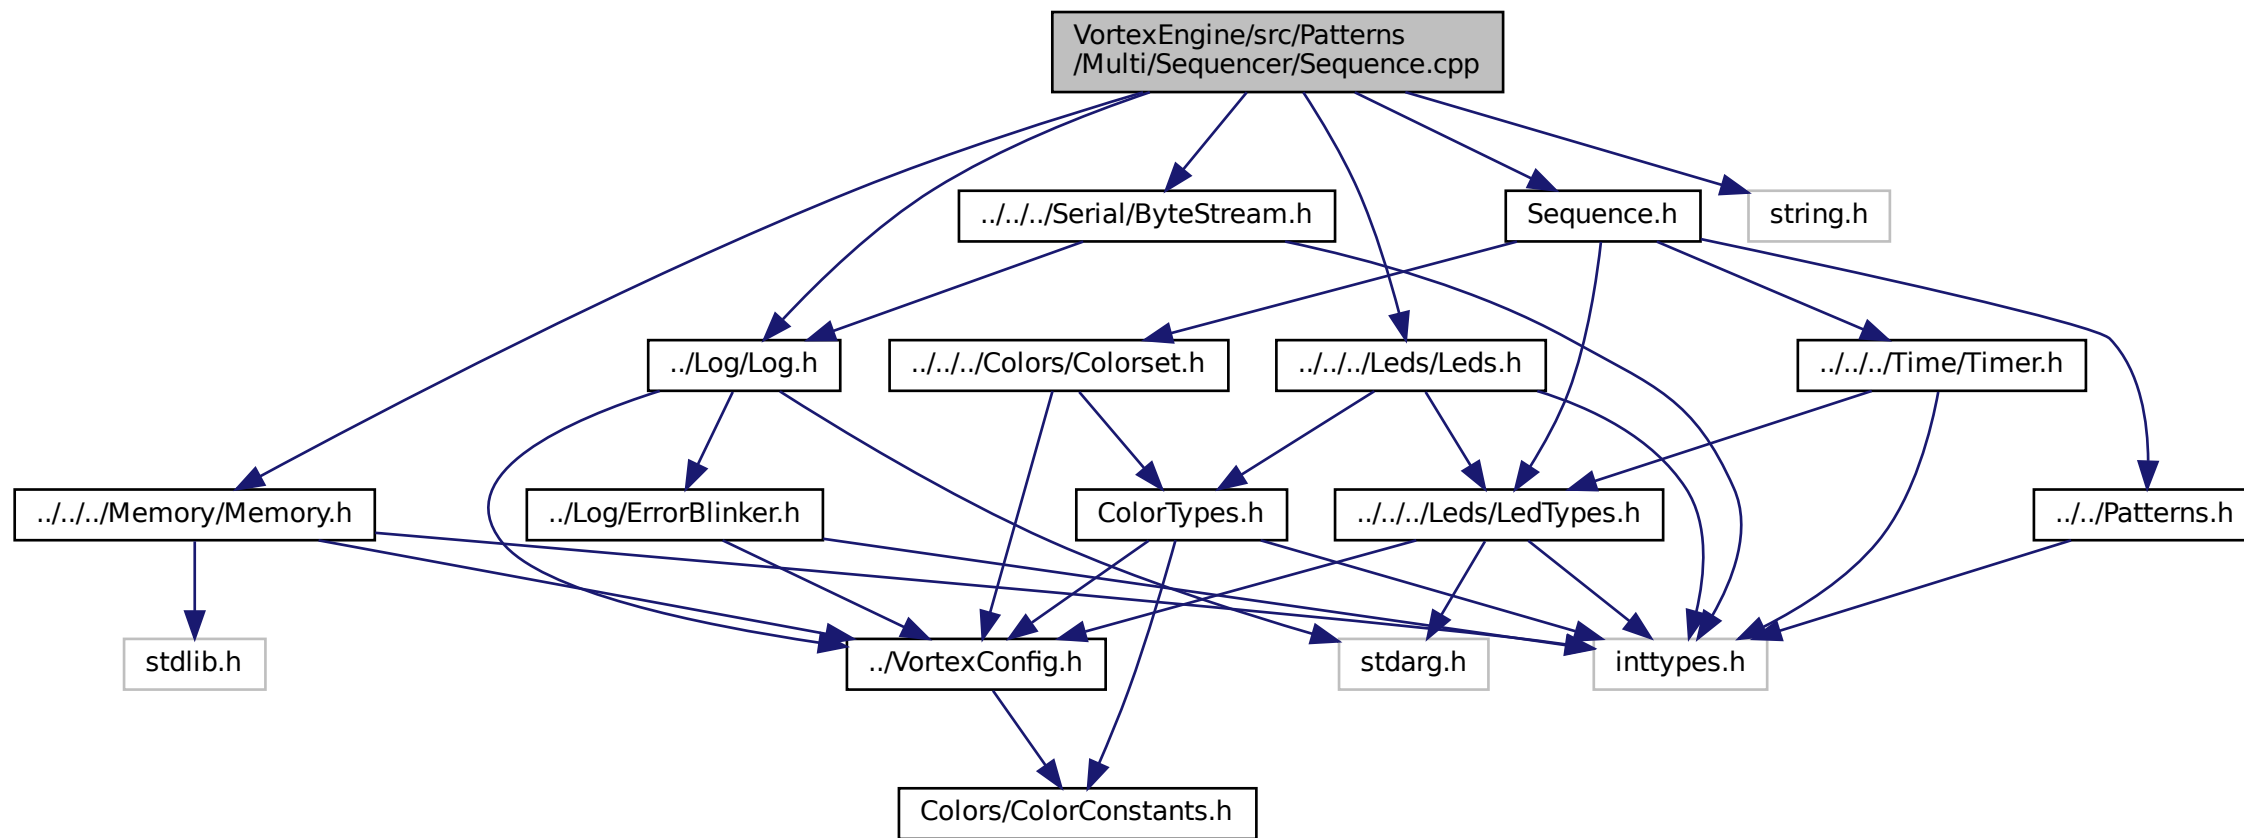 VortexEngine/src/Patterns
/Multi/Sequencer/Sequence.cpp
../../../Serial/ByteStream.h
Sequence.h
string.h
../Log/Log.h
../../../Colors/Colorset.h
../../../Leds/Leds.h
../../../Time/Timer.h
../../../Memory/Memory.h
../Log/ErrorBlinker.h
ColorTypes.h
../../../Leds/LedTypes.h
../../Patterns.h
stdlib.h
../VortexConfig.h
stdarg.h
inttypes.h
Colors/ColorConstants.h